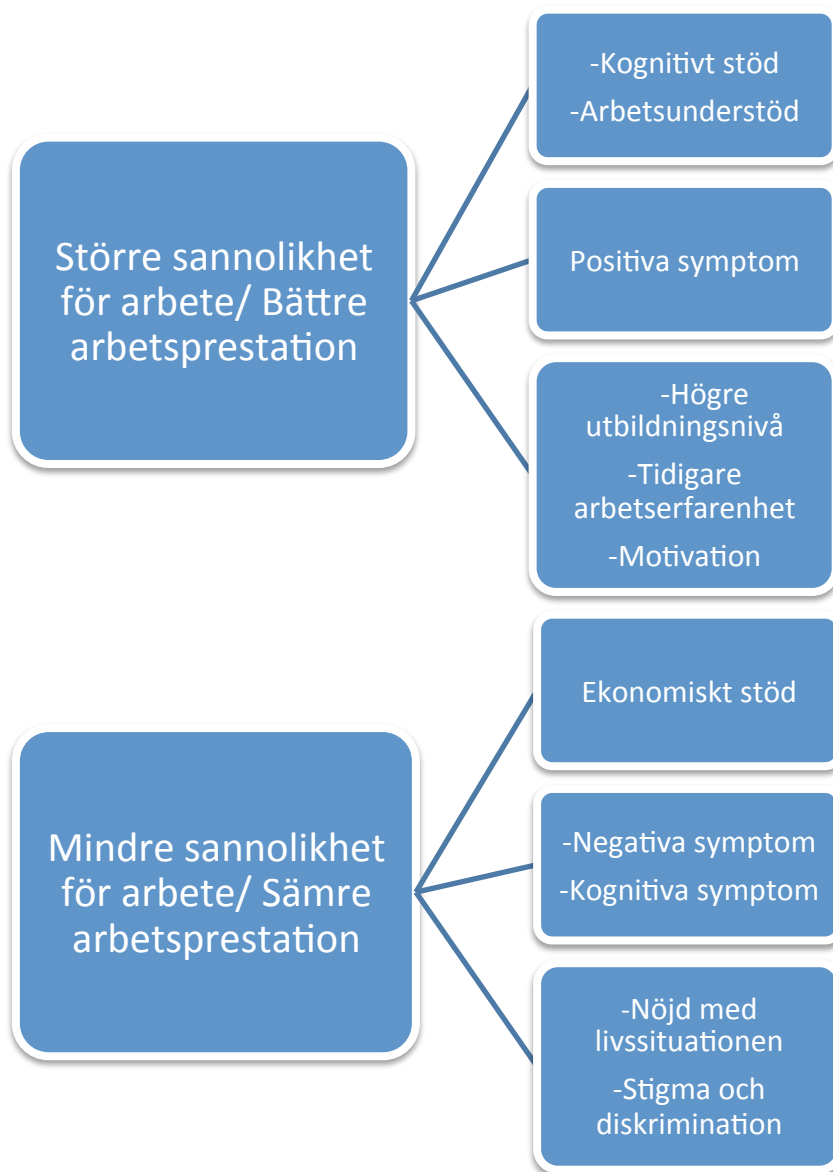 -Kognitivt stöd
-Arbetsunderstöd
Större sannolikhet
för arbete/ Bättre
arbetsprestation
Positiva symptom
-Högre
utbildningsnivå
-Tidigare
arbetserfarenhet
-Motivation
Ekonomiskt stöd
Mindre sannolikhet
för arbete/ Sämre
arbetsprestation
-Negativa symptom
-Kognitiva symptom
-Nöjd med
livssituationen
-Stigma och
diskrimination